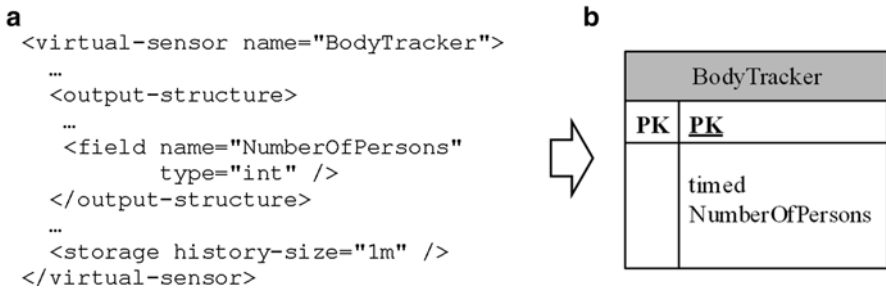 a
<virtual-sensor name="BodyTracker">
…
<output-structure>
…
<field name="NumberOfPersons"
type="int" />
</output-structure>
…
<storage history-size="1m" />
</virtual-sensor>
b
BodyTracker
PK PK
timed
NumberOfPersons